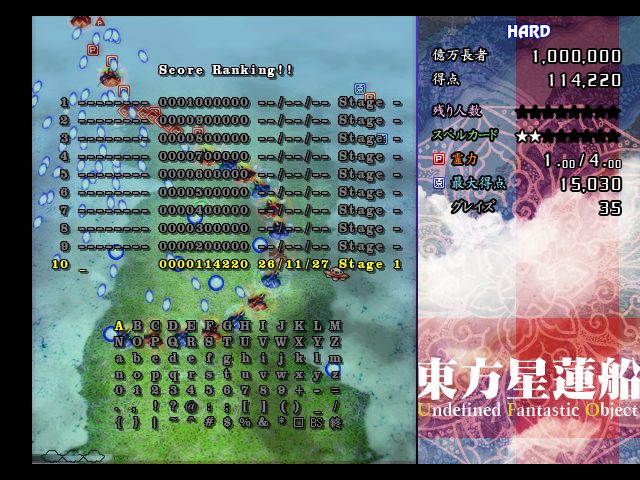 HARD
Score Ranking!!
1 -------- 0001000000 --/--/-- Stage -
2 -------- 0000900000 --/--/-- Stage -
3 -------- 0000800000 --/--/-- Stage -
4 -------- 0000700000 --/--/-- Stage -
5 -------- 0000600000 --/--/-- Stage -
6 -------- 0000500000 --/--/-- Stage -
7 -------- 0000400000 --/--/-- Stage -
8 -------- 0000300000 --/--/-- Stage -
9 -------- 0000200000 --/--/-- Stage -
10 _ 0000114220 26/11/27 Stage 1
A B C D E F G H I J K L M
N O P Q R S T U V W X Y Z
a b c d e f g h i j k l m
n o p q r s t u v w x y z
0 1 2 3 4 5 6 7 8 9 + - =
. , ! ? @ : ; [ ] ( ) _ /
{ } | ~ ^ # $ % & * □ BS 終
億万長者 1,000,000
得点 114,220
残り人数
スペルカード ★★
P 霊力 1.00/4.00
点 最大得点 15,030
グレイズ 35
東方星蓮船
Undefined Fantastic Object